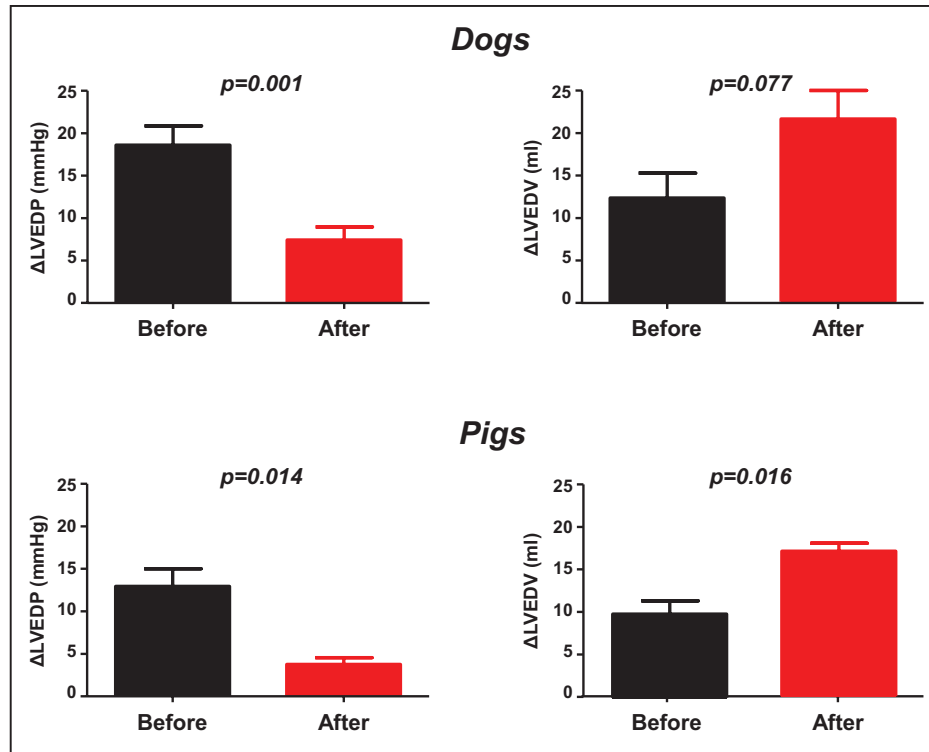 Dogs
p=0.001
ΔLVEDP (mmHg)
25
20
15
10
5
0
Before After
p=0.077
ΔLVEDV (ml)
25
20
15
10
5
0
Before After
Pigs
p=0.014
ΔLVEDP (mmHg)
25
20
15
10
5
0
Before After
p=0.016
ΔLVEDV (ml)
25
20
15
10
5
0
Before After